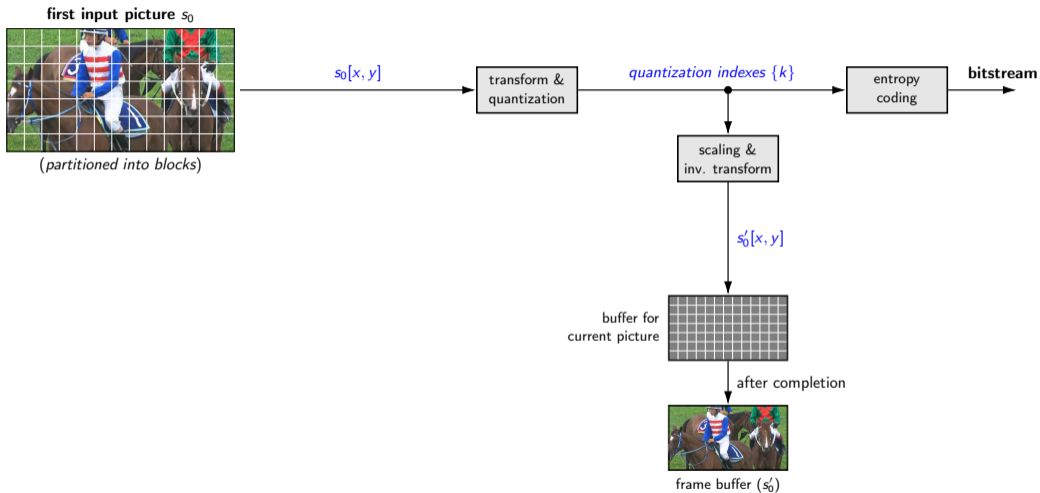 first input picture s₀
s₀[x, y]
transform &
quantization
quantization indexes {k}
entropy
coding
bitstream
(partitioned into blocks)
scaling &
inv. transform
s′₀[x, y]
buffer for
current picture
after completion
frame buffer (s′₀)